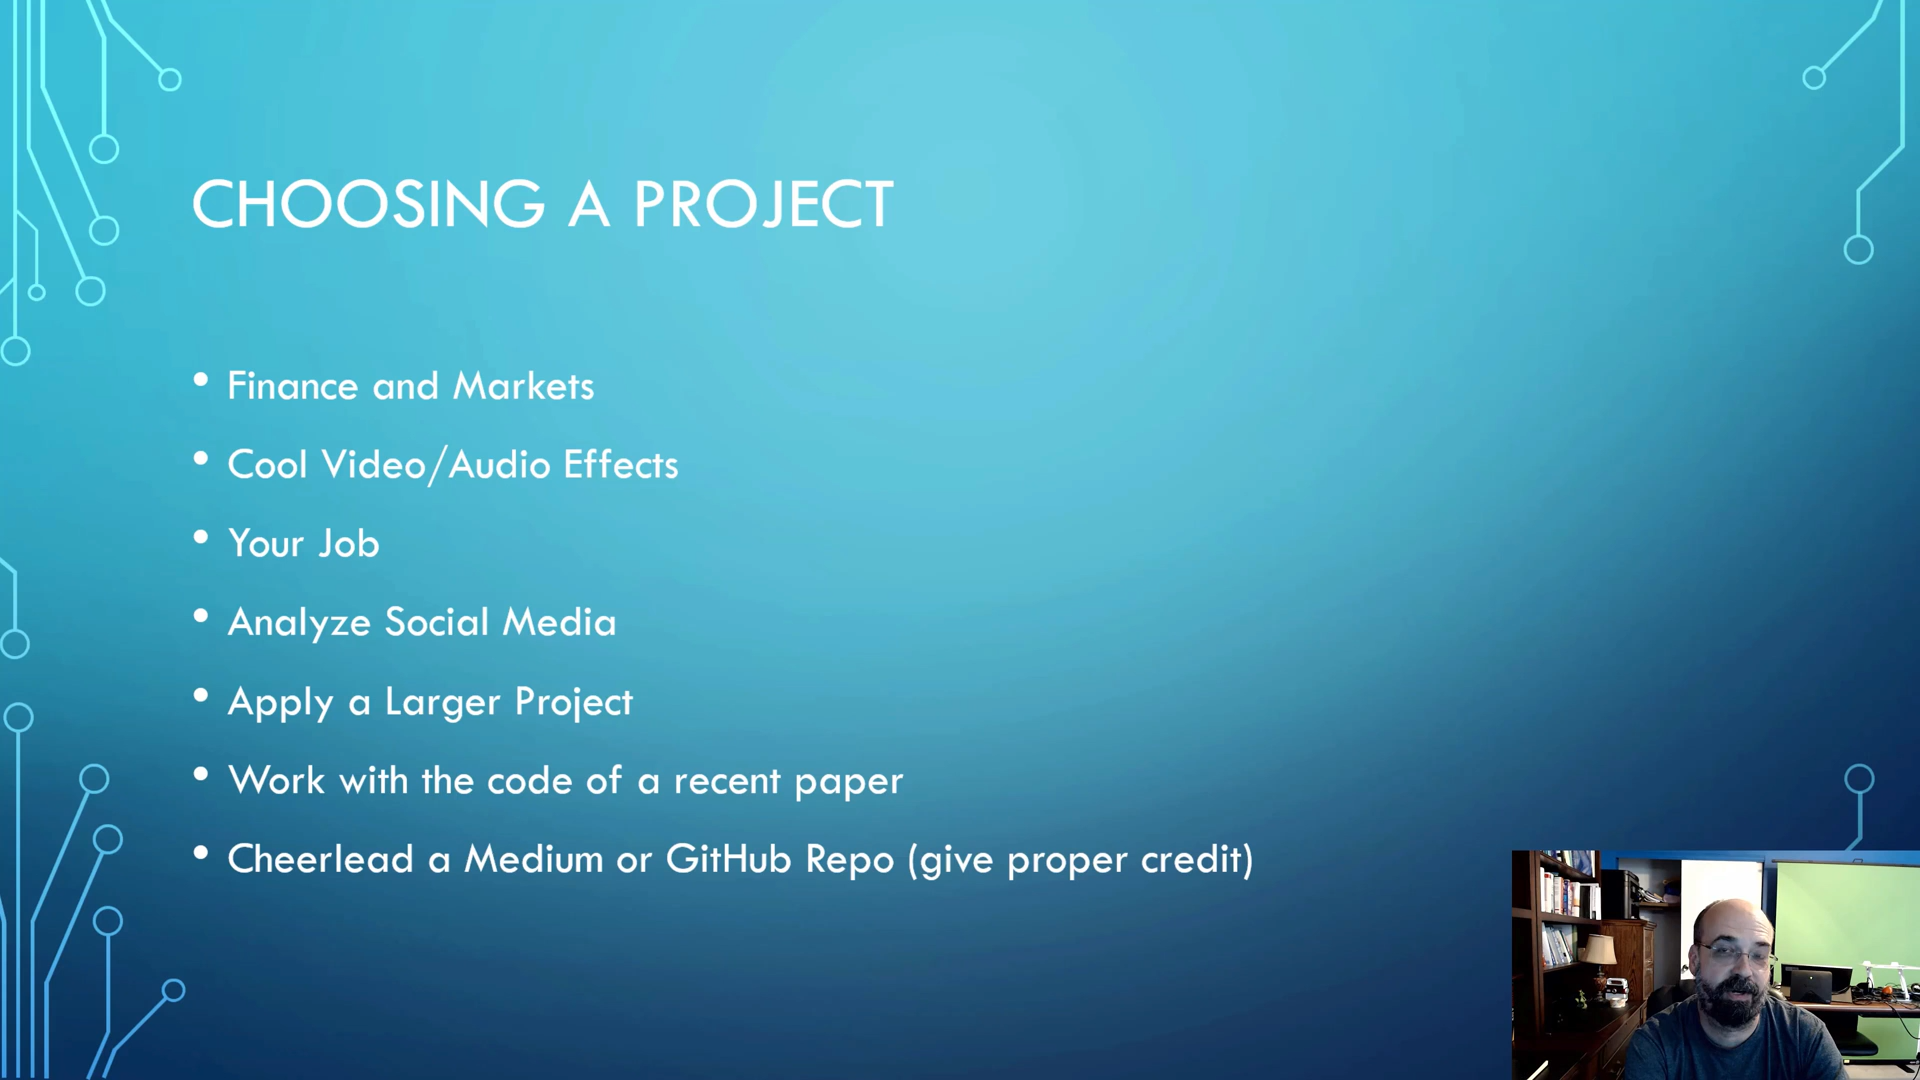 CHOOSING A PROJECT
• Finance and Markets
• Cool Video/Audio Effects
• Your Job
• Analyze Social Media
• Apply a Larger Project
• Work with the code of a recent paper
• Cheerlead a Medium or GitHub Repo (give proper credit)